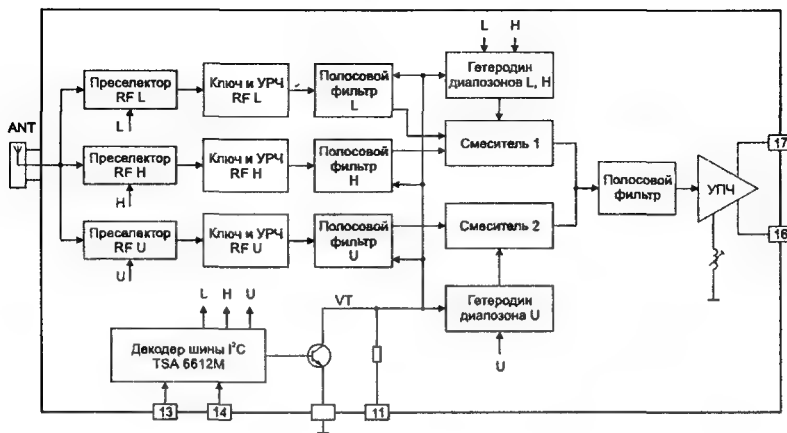 L H
Преселектор
RF L
Ключ и УРЧ
RF L
Полосовой
фильтр
L
Гетеродин
диапазонов L, H
ANT
L
Смеситель 1
17
Преселектор
RF H
Ключ и УРЧ
RF H
Полосовой
фильтр
H
Полосовой
фильтр
УПЧ
H
Преселектор
RF U
Ключ и УРЧ
RF U
Полосовой
фильтр
U
Смеситель 2
16
U
L H U
VT
Гетеродин
диапазона U
Декодер шины I²C
TSA 6612M
U
13
14
11